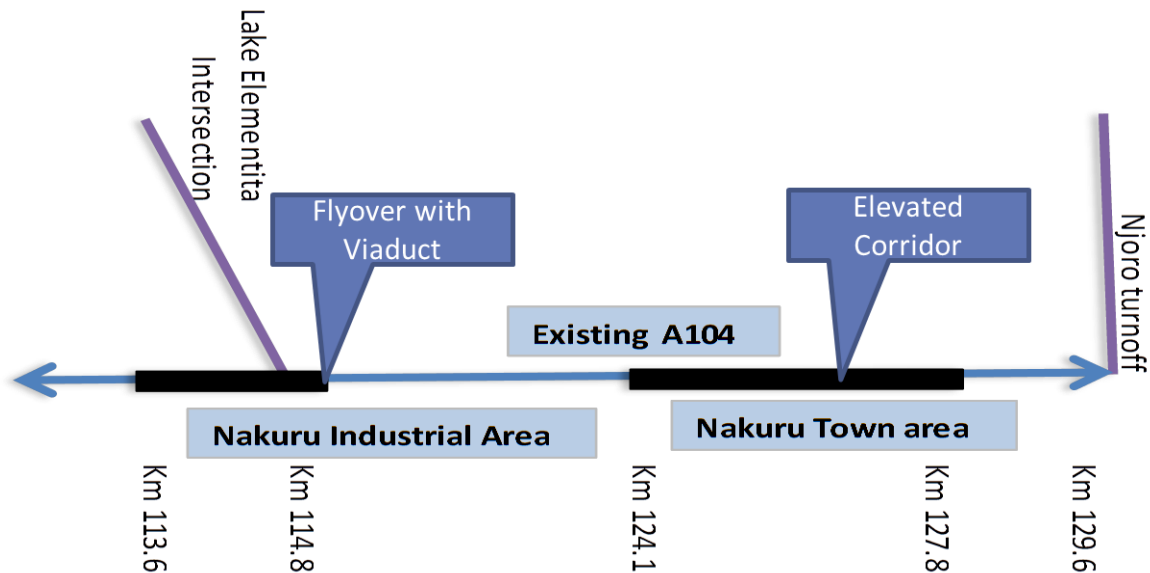 Lake Elementita
Intersection
Flyover with
Viaduct
Elevated
Corridor
Njoro turnoff
Existing A104
Nakuru Industrial Area
Nakuru Town area
Km 113.6
Km 114.8
Km 124.1
Km 127.8
Km 129.6